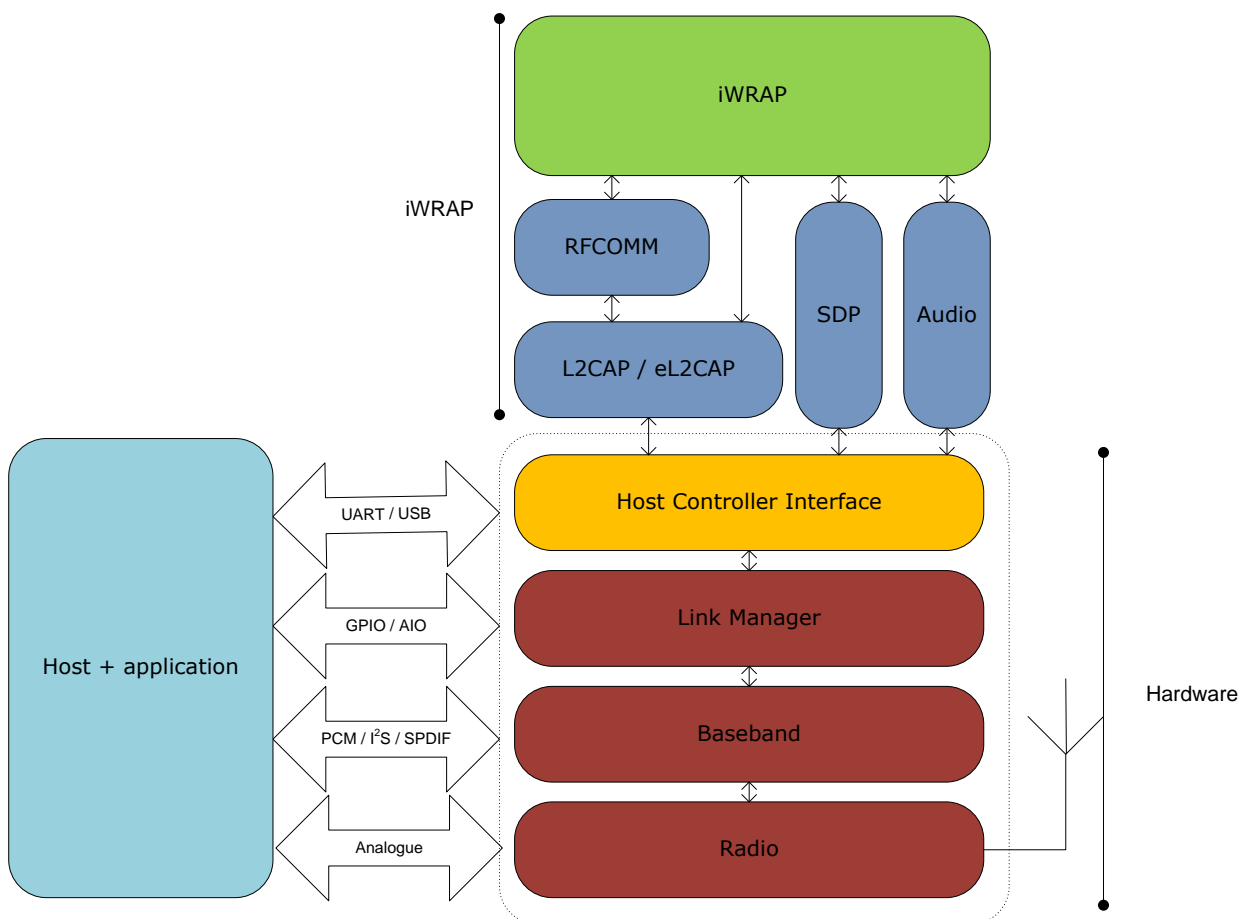 iWRAP
iWRAP
RFCOMM
SDP
Audio
L2CAP / eL2CAP
Host Controller Interface
UART / USB
Link Manager
GPIO / AIO
Host + application
Hardware
PCM / I²S / SPDIF
Baseband
Analogue
Radio